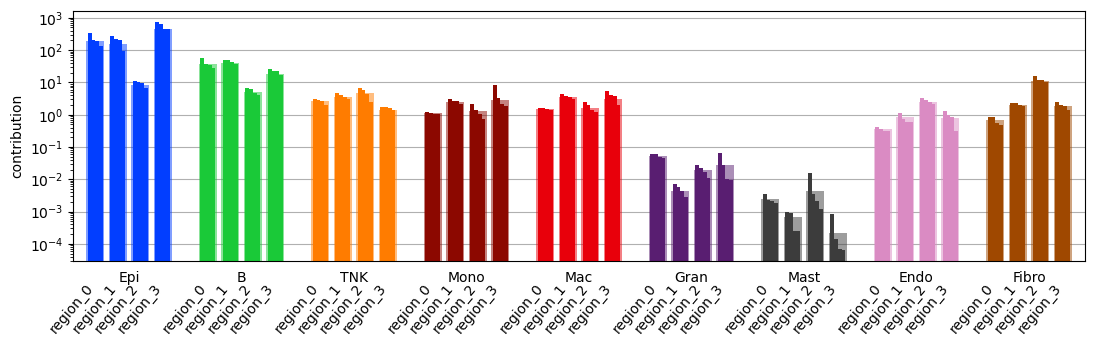 10³
10²
10¹
10⁰
10⁻¹
10⁻²
10⁻³
10⁻⁴
contribution
Epi B TNK Mono Mac Gran Mast Endo Fibro
region_0 region_1 region_2 region_3 region_0 region_1 region_2 region_3 region_0 region_1 region_2 region_3 region_0 region_1 region_2 region_3 region_0 region_1 region_2 region_3 region_0 region_1 region_2 region_3 region_0 region_1 region_2 region_3 region_0 region_1 region_2 region_3 region_0 region_1 region_2 region_3